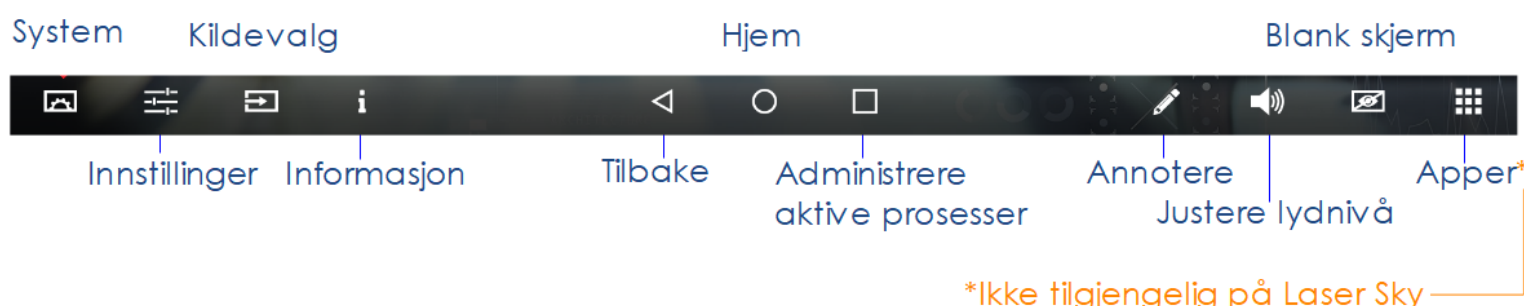 System
Kildevalg
Hjem
Blank skjerm
Innstillinger
Informasjon
Tilbake
Administrere
aktive prosesser
Annotere
Justere lydnivå
Apper*
*Ikke tilgjengelig på Laser Sky